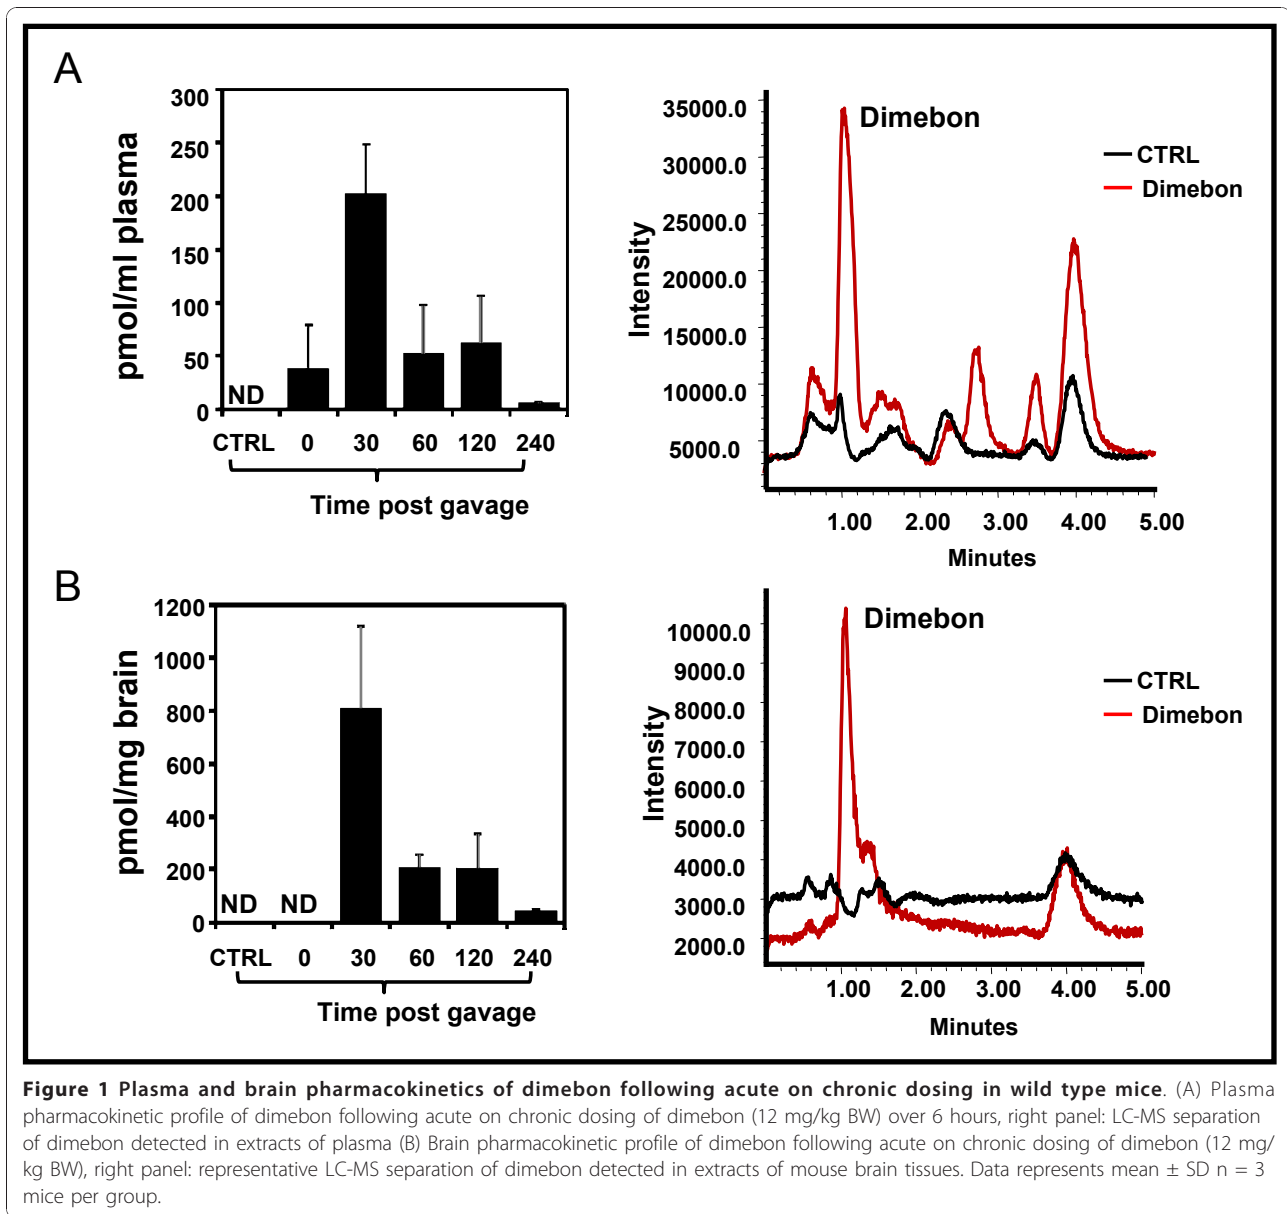 A
300
250
200
150
100
50
0
pmol/ml plasma
ND
CTRL 0 30 60 120 240
Time post gavage
35000.0
30000.0
25000.0
20000.0
15000.0
10000.0
5000.0
Intensity
Dimebon
CTRL
Dimebon
1.00 2.00 3.00 4.00 5.00
Minutes
B
1200
1000
800
600
400
200
0
pmol/mg brain
ND ND
CTRL 0 30 60 120 240
Time post gavage
10000.0
9000.0
8000.0
7000.0
6000.0
5000.0
4000.0
3000.0
2000.0
Intensity
Dimebon
CTRL
Dimebon
1.00 2.00 3.00 4.00 5.00
Minutes
Figure 1 Plasma and brain pharmacokinetics of dimebon following acute on chronic dosing in wild type mice. (A) Plasma
pharmacokinetic profile of dimebon following acute on chronic dosing of dimebon (12 mg/kg BW) over 6 hours, right panel: LC-MS separation
of dimebon detected in extracts of plasma (B) Brain pharmacokinetic profile of dimebon following acute on chronic dosing of dimebon (12 mg/
kg BW), right panel: representative LC-MS separation of dimebon detected in extracts of mouse brain tissues. Data represents mean ± SD n = 3
mice per group.